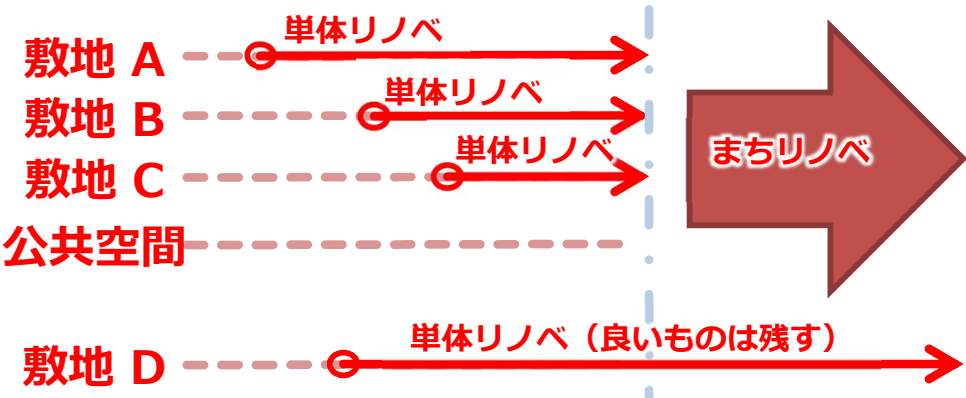 単体リノベ
敷地 A
単体リノベ
敷地 B
単体リノベ
まちリノベ
敷地 C
公共空間
単体リノベ（良いものは残す）
敷地 D